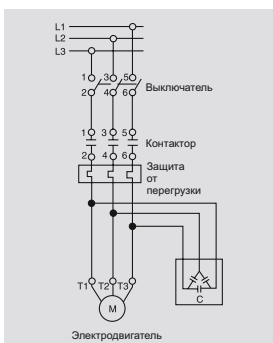 L1
L2
L3
1 3 5
2 4 6
Выключатель
1 3 5
Контактор
2 4 6
Защита
от
перегрузки
T1 T2 T3
M
C
Электродвигатель